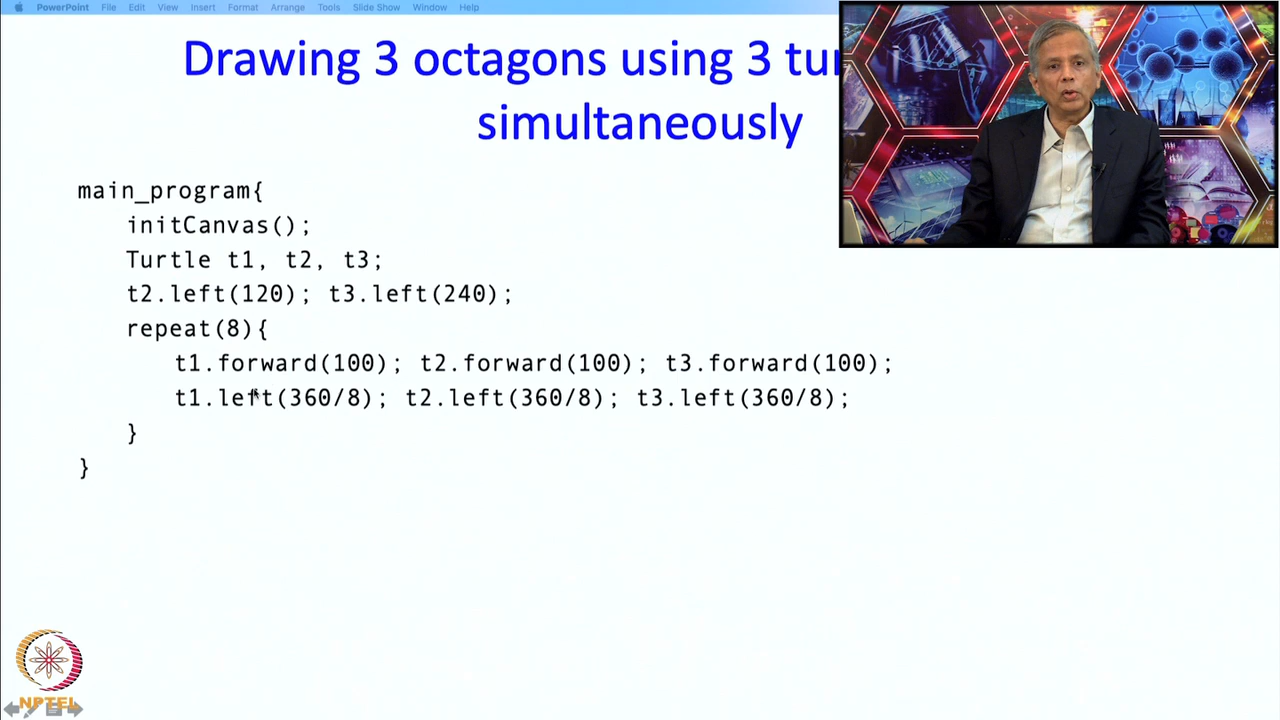 PowerPoint File Edit View Insert Format Arrange Tools Slide Show Window Help
Drawing 3 octagons using 3
simultaneously
main_program{
initCanvas();
Turtle t1, t2, t3;
t2.left(120); t3.left(240);
repeat(8){
t1.forward(100); t2.forward(100); t3.forward(100);
t1.left(360/8); t2.left(360/8); t3.left(360/8);
}
}
NPTEL